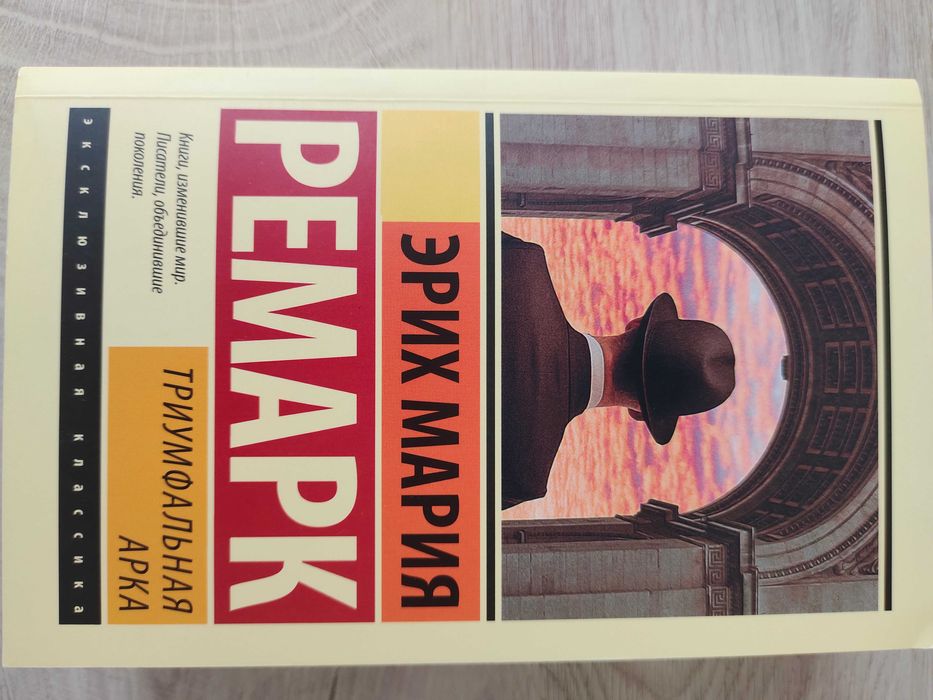 ЭРИХ МАРИЯ
РЕМАРК
Книги, изменившие мир.
Писатели, объединившие
поколения.
ТРИУМФАЛЬНАЯ
АРКА
эксклюзивная классика